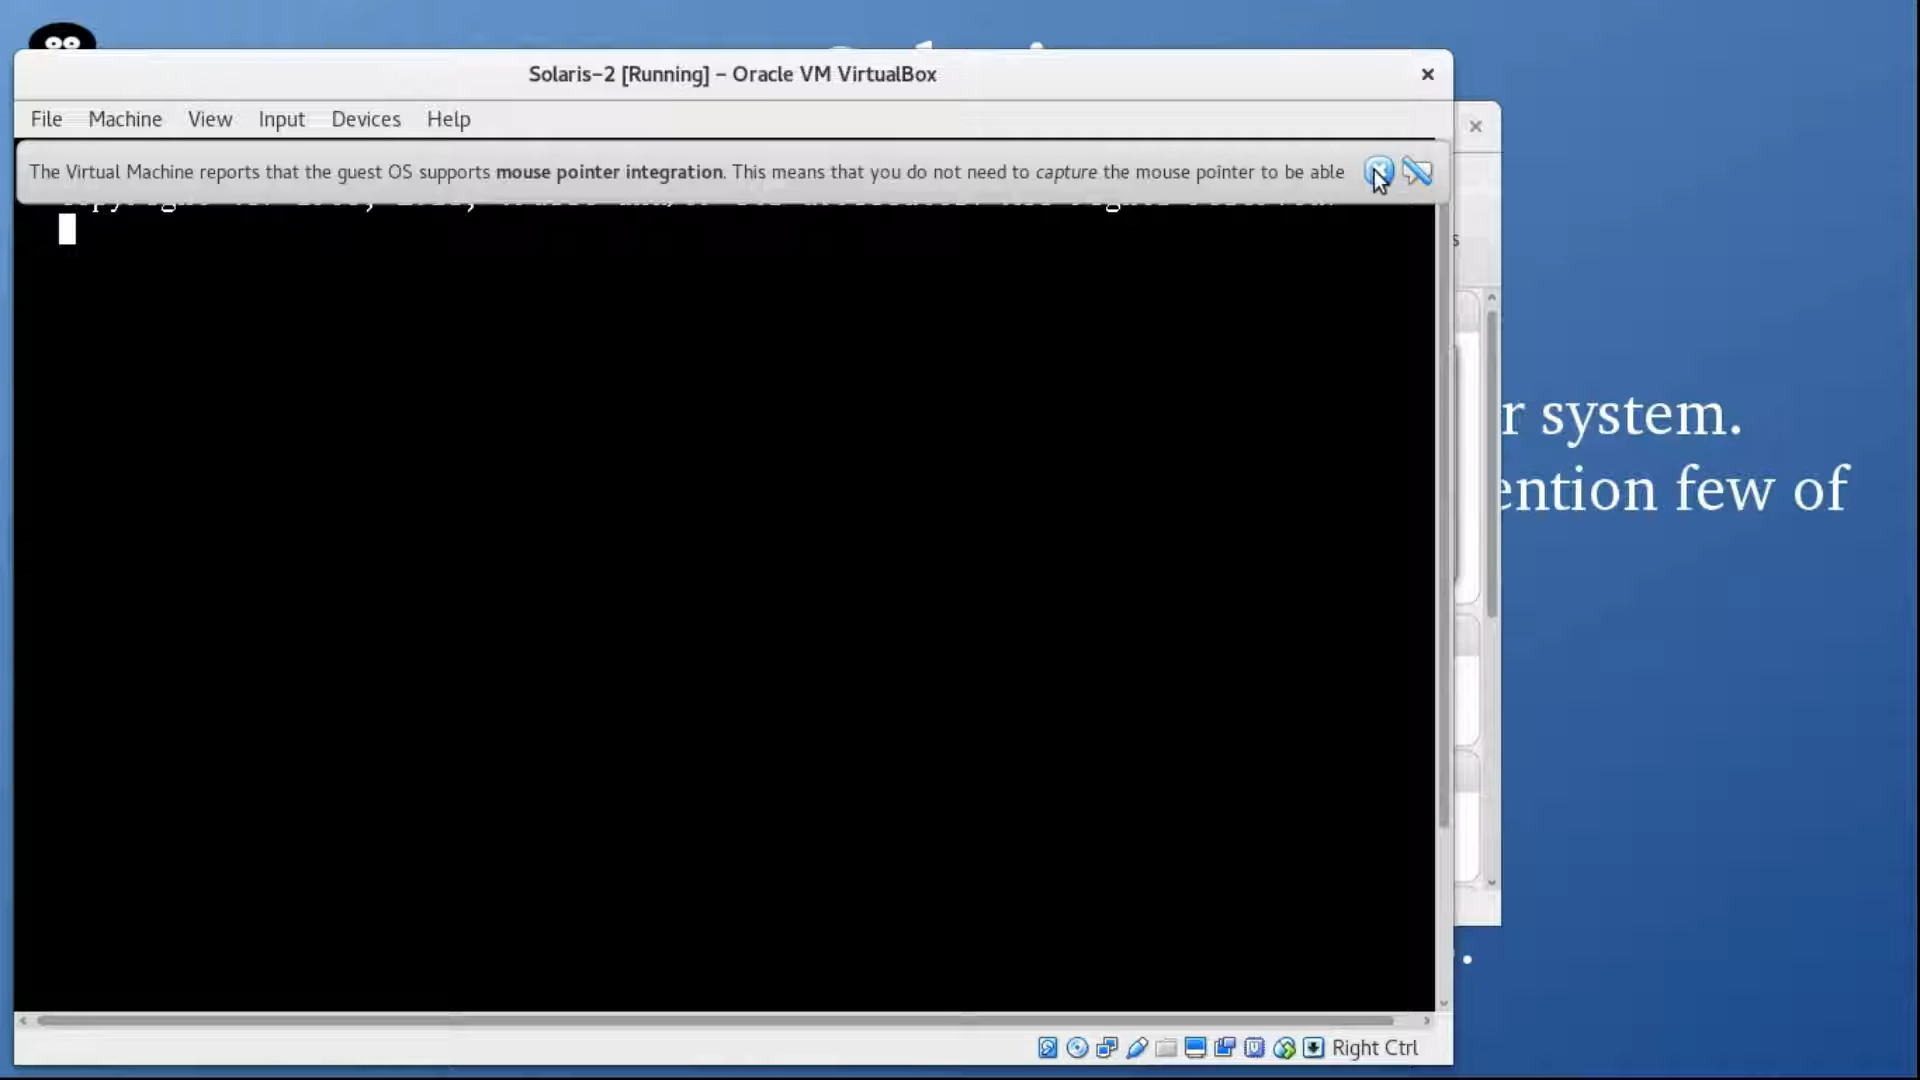 Solaris-2 [Running] - Oracle VM VirtualBox
File Machine View Input Devices Help
The Virtual Machine reports that the guest OS supports mouse pointer integration. This means that you do not need to capture the mouse pointer to be able
s
r system.
ention few of
.
Right Ctrl